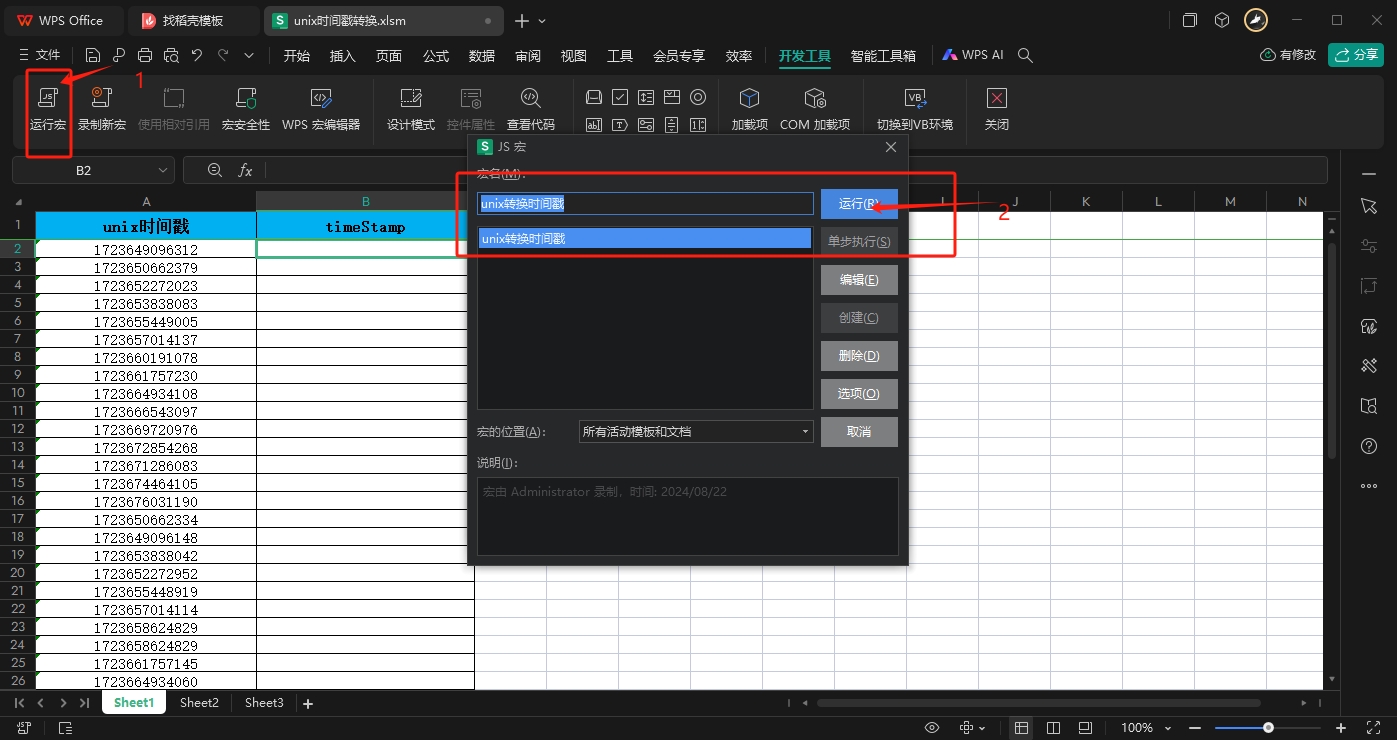 WPS Office 找稻壳模板 unix时间戳转换.xlsm
文件 开始 插入 页面 公式 数据 审阅 视图 工具 会员专享 效率 开发工具 智能工具箱 WPS AI 有修改 分享
1
运行宏 录制新宏 使用相对引用 宏安全性 WPS 宏编辑器 设计模式 控件属性 查看代码 加载项 COM 加载项 切换到VB环境 关闭
B2 fx
JS 宏
宏名(M):
unix转换时间戳 运行(R)
2
unix转换时间戳 单步执行(S)
编辑(E)
创建(C)
删除(D)
选项(O)
宏的位置(A): 所有活动模板和文档 取消
说明(I):
宏由 Administrator 录制，时间: 2024/08/22
A B J K L M N
1 unix时间戳 timeStamp
2 1723649096312
3 1723650662379
4 1723652272023
5 1723653838083
6 1723655449005
7 1723657014137
8 1723660191078
9 1723661757230
10 1723664934108
11 1723666543097
12 1723669720976
13 1723672854268
14 1723671286083
15 1723674464105
16 1723676031190
17 1723650662334
18 1723649096148
19 1723653838042
20 1723652272952
21 1723655448919
22 1723657014114
23 1723658624829
24 1723658624829
25 1723661757145
26 1723664934060
Sheet1 Sheet2 Sheet3
100%